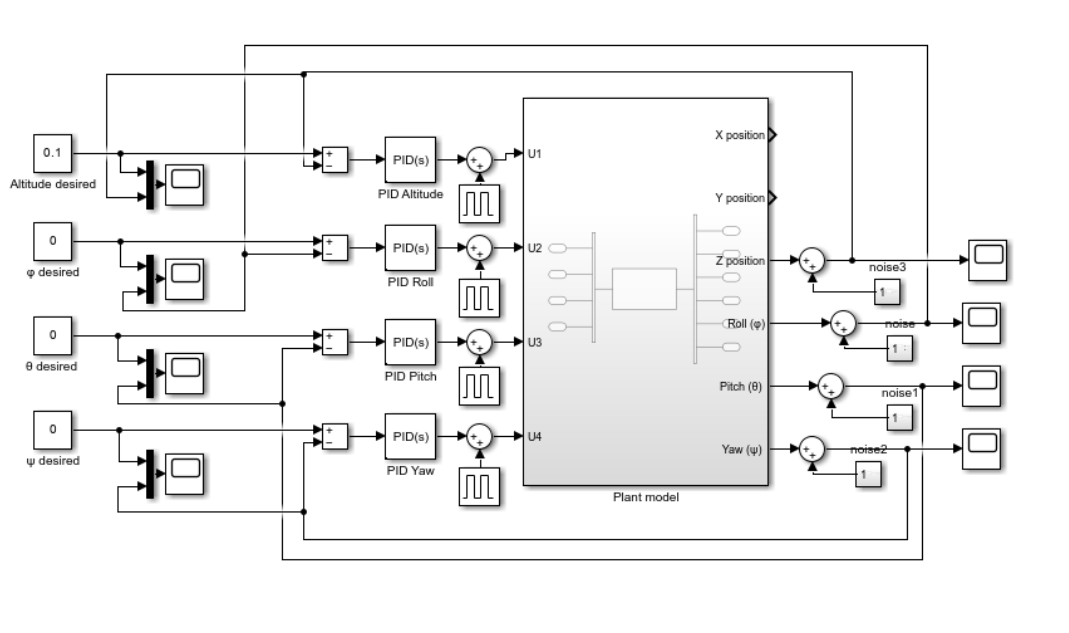 0.1
Altitude desired
+
−
PID(s)
PID Altitude
+
+
U1
X position
Y position
0
φ desired
+
−
PID(s)
PID Roll
+
+
U2
Z position
+
+
noise3
1
0
θ desired
+
−
PID(s)
PID Pitch
+
+
U3
Roll (φ)
+
+
noise
1
Pitch (θ)
+
+
noise1
1
0
ψ desired
+
−
PID(s)
PID Yaw
+
+
U4
Yaw (ψ)
+
+
noise2
1
Plant model